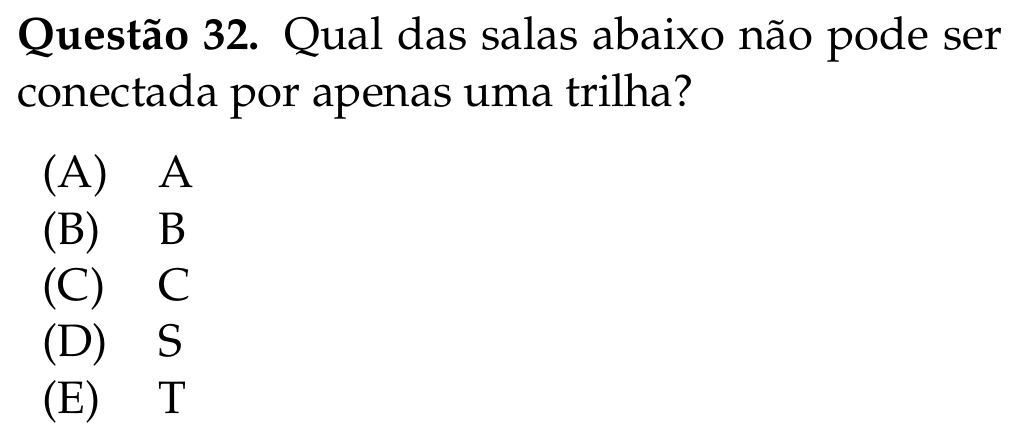 Questão 32. Qual das salas abaixo não pode ser
conectada por apenas uma trilha?
(A) A
(B) B
(C) C
(D) S
(E) T